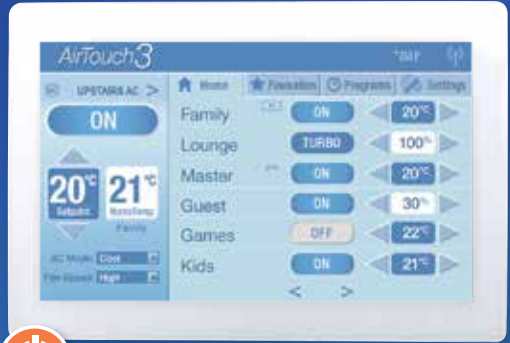 AirTouch3
UPSTAIRS AC >
ON
20°C
Setpoint
21°C
Family
AC Mode Cool
Fan Speed High
Home Favourites Programs Settings
Family ON 20°C
Lounge TURBO 100%
Master ON 20°C
Guest ON 30%
Games OFF 22°C
Kids ON 21°C
< >